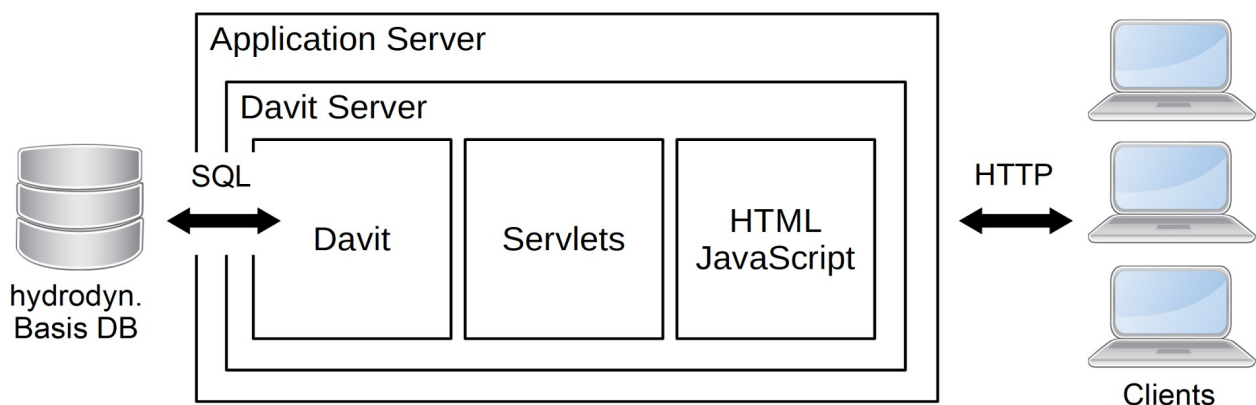 Application Server
Davit Server
SQL
HTTP
Davit
Servlets
HTML
JavaScript
hydrodyn.
Basis DB
Clients